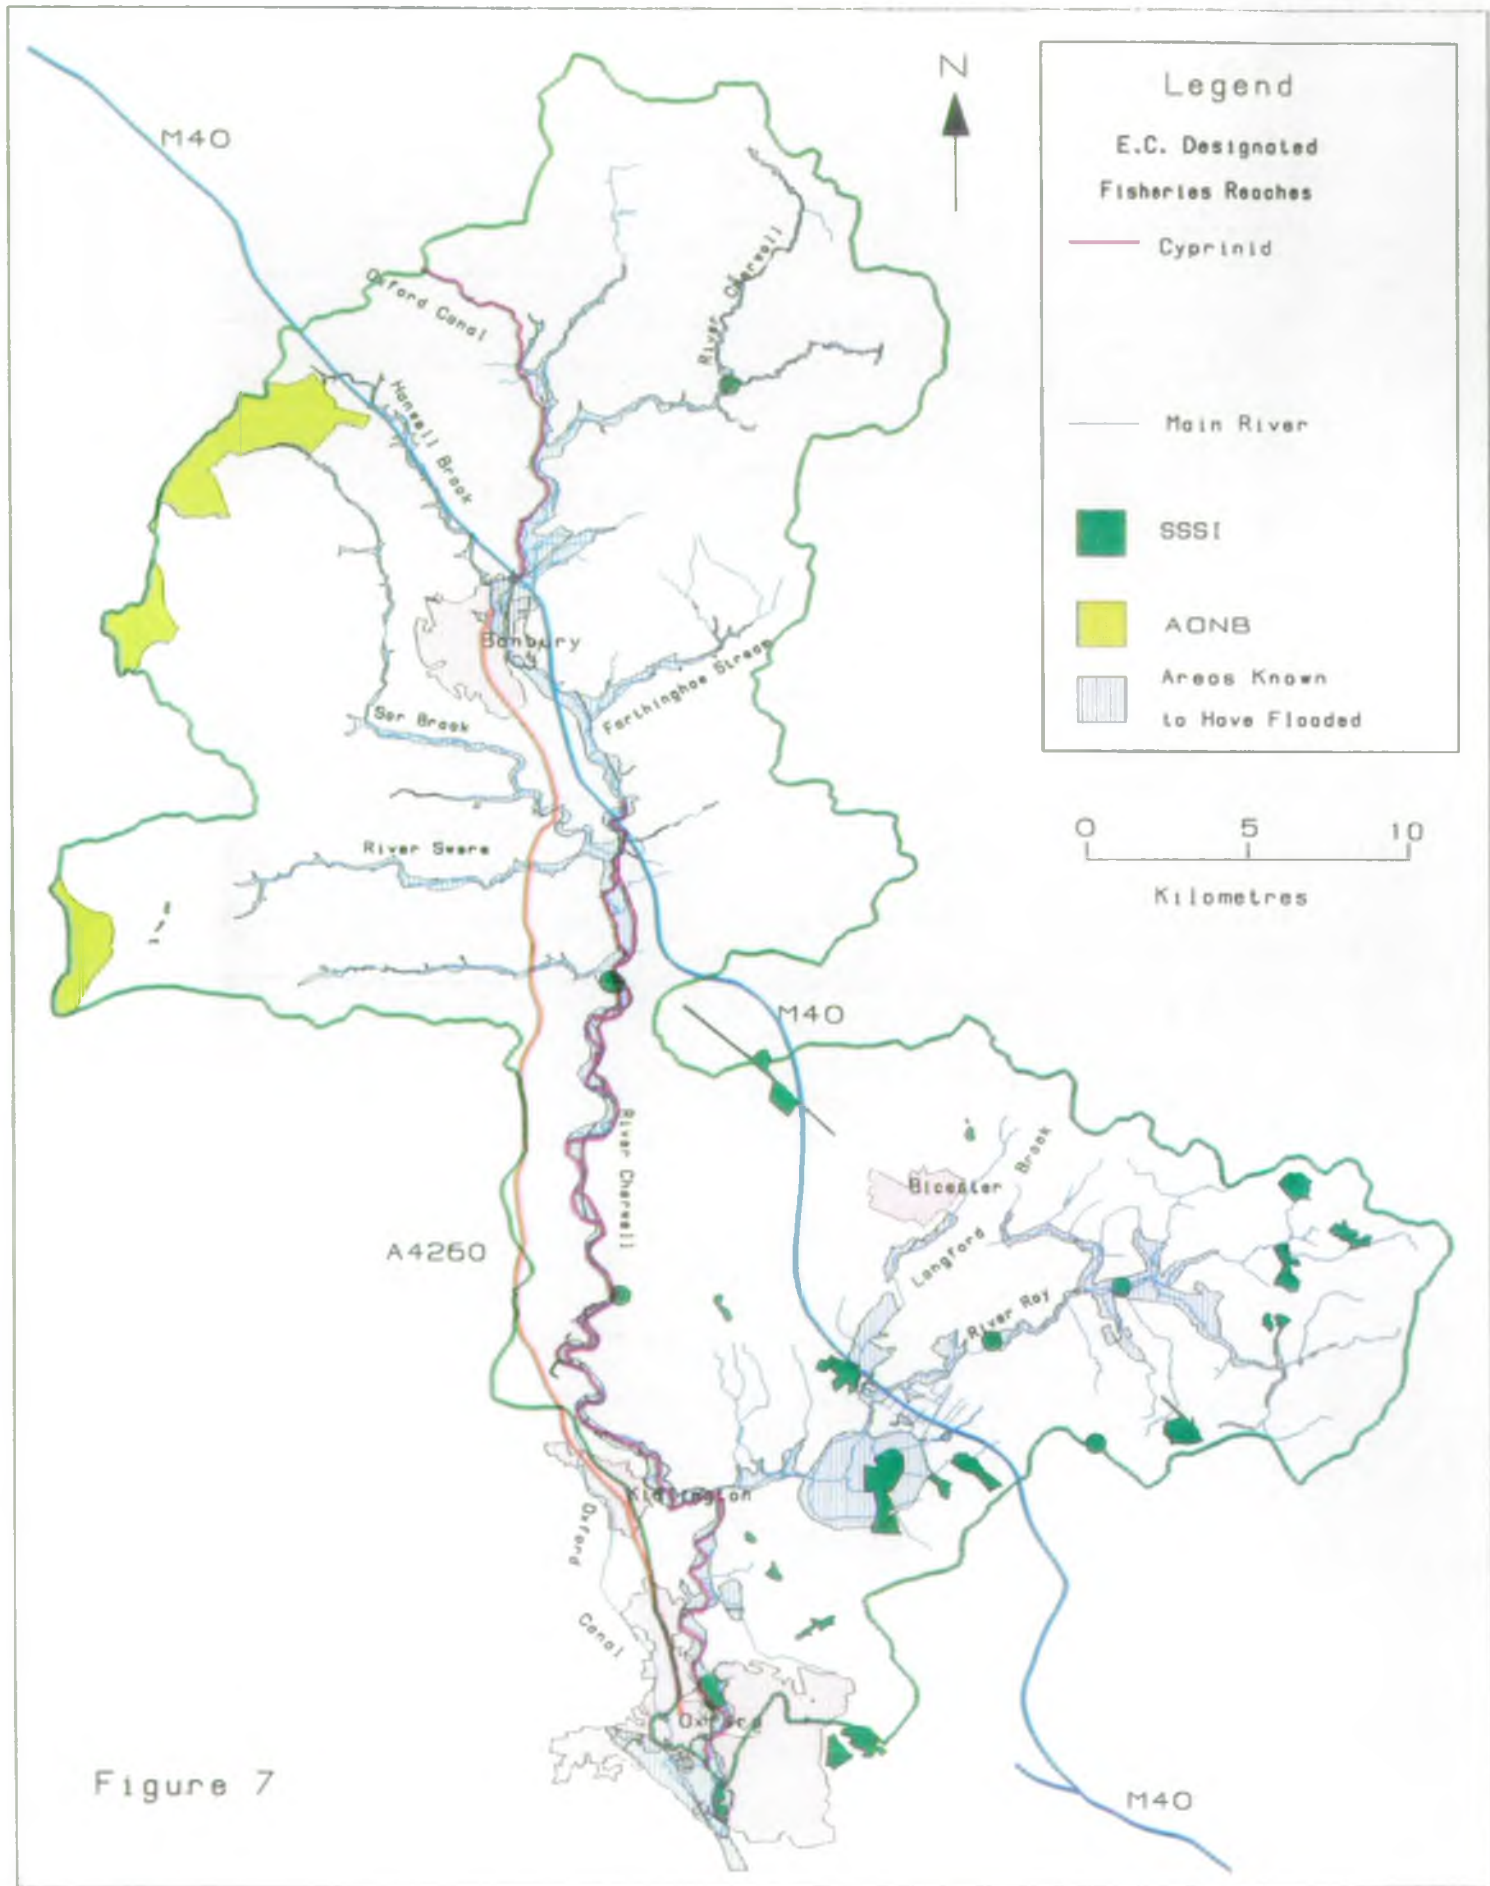 N
M40
Oxford Canal
River Cherwell
Hanwell Brook
Banbury
Farthinghoe Stream
Sor Brook
River Swere
M40
River Cherwell
A4260
Bicester
Langford Brook
River Ray
Kidlington
Oxford
Canal
Oxford
M40
Figure 7
Legend
E.C. Designated
Fisheries Reaches
Cyprinid
Main River
SSSI
AONB
Areas Known
to Have Flooded
0 5 10
Kilometres